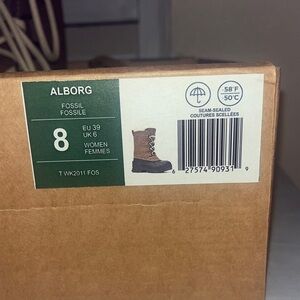 ALBORG
FOSSIL
FOSSILE
8
EU 39
UK 6
WOMEN
FEMMES
T WK2011 FOS
-58°F
-50°C
SEAM-SEALED
COUTURES SCELLÉES
6 27574 90931 9